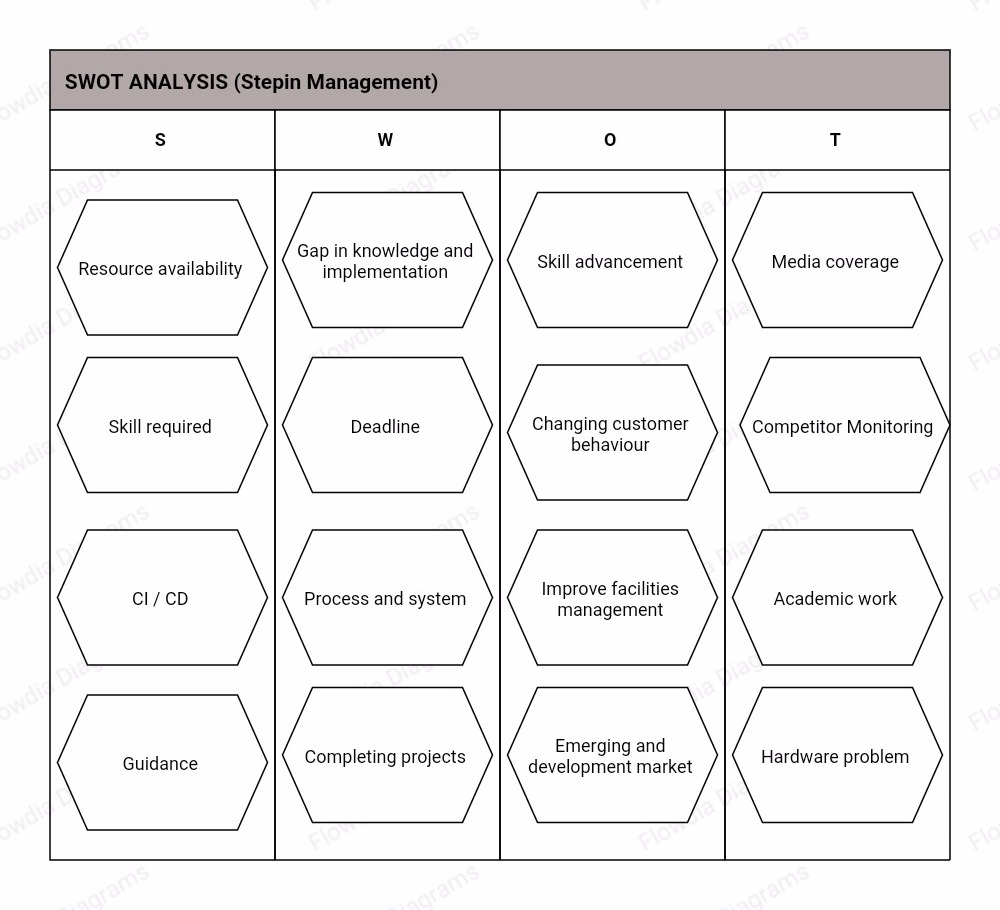 SWOT ANALYSIS (Stepin Management)
S
W
O
T
Resource availability
Gap in knowledge and
implementation
Skill advancement
Media coverage
Skill required
Deadline
Changing customer
behaviour
Competitor Monitoring
CI / CD
Process and system
Improve facilities
management
Academic work
Guidance
Completing projects
Emerging and
development market
Hardware problem
Flowdia Diagrams